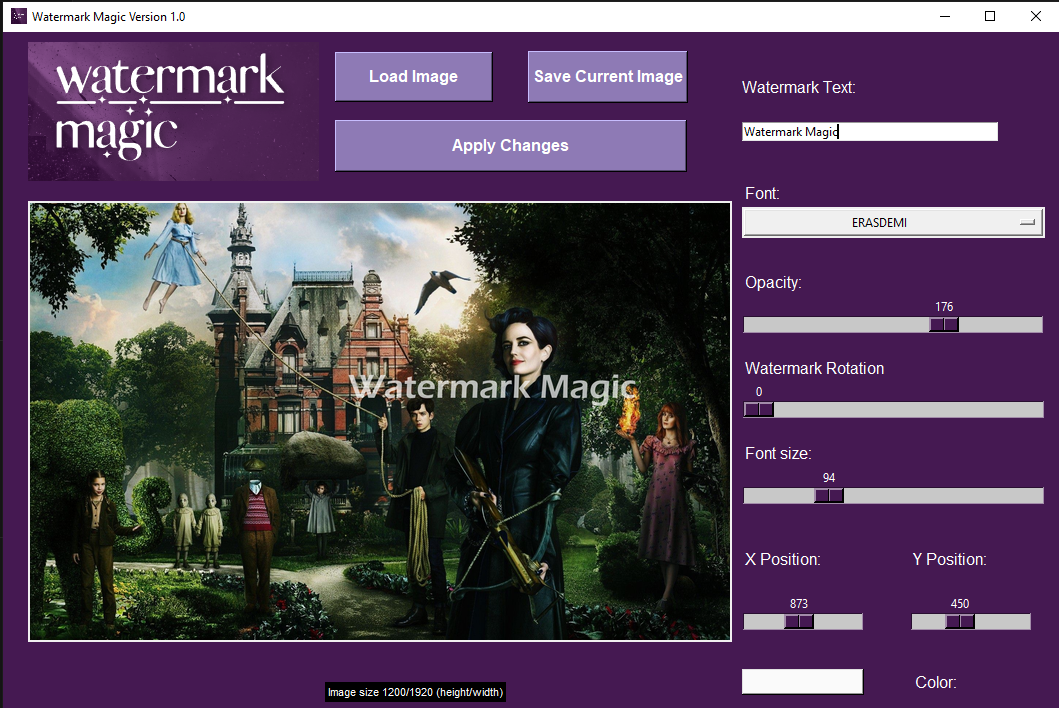 Watermark Magic Version 1.0
watermark
magic
Load Image
Save Current Image
Apply Changes
Watermark Text:
Watermark Magic
Font:
ERASDEMI
Opacity:
176
Watermark Magic
Watermark Rotation
0
Font size:
94
X Position:
Y Position:
873
450
Image size 1200/1920 (height/width)
Color: